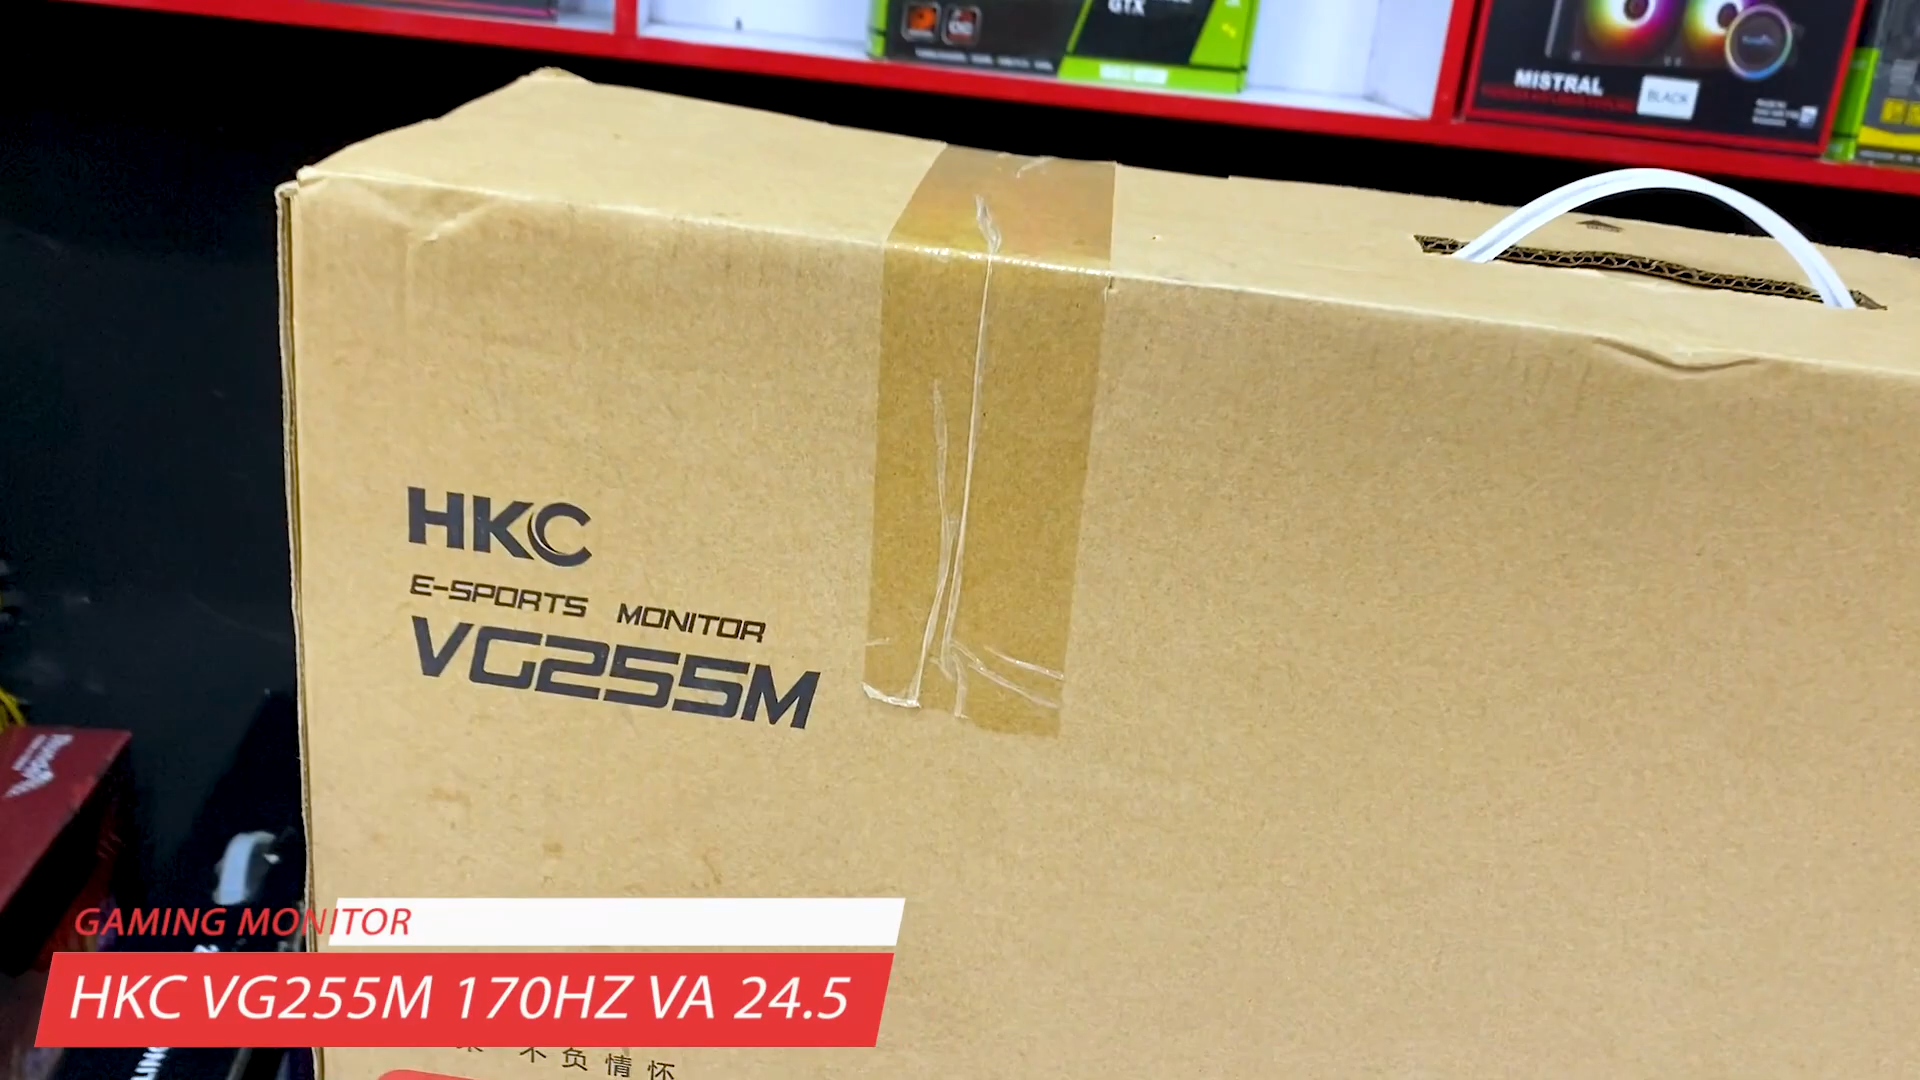 GTX
MISTRAL
BLACK
HKC
E-SPORTS MONITOR
VG255M
GAMING MONITOR
HKC VG255M 170HZ VA 24.5
不负情怀